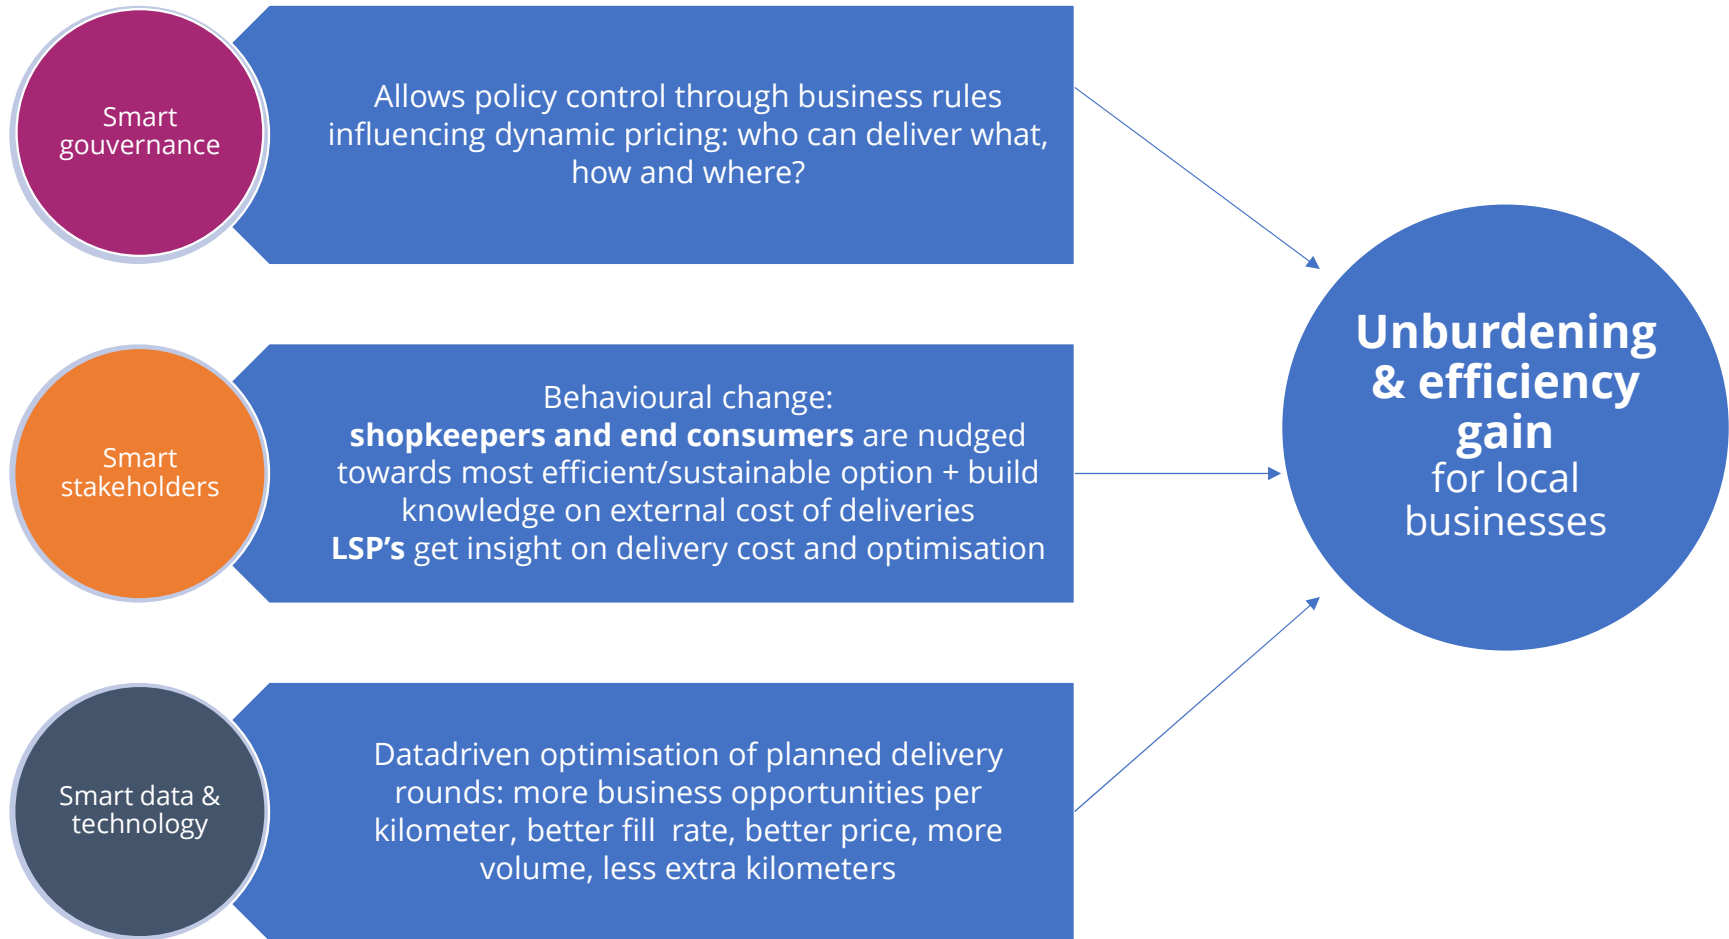 Smart
gouvernance
Allows policy control through business rules
influencing dynamic pricing: who can deliver what,
how and where?
Smart
stakeholders
Behavioural change:
shopkeepers and end consumers are nudged
towards most efficient/sustainable option + build
knowledge on external cost of deliveries
LSP’s get insight on delivery cost and optimisation
Smart data &
technology
Datadriven optimisation of planned delivery
rounds: more business opportunities per
kilometer, better fill  rate, better price, more
volume, less extra kilometers
Unburdening
& efficiency
gain
for local
businesses